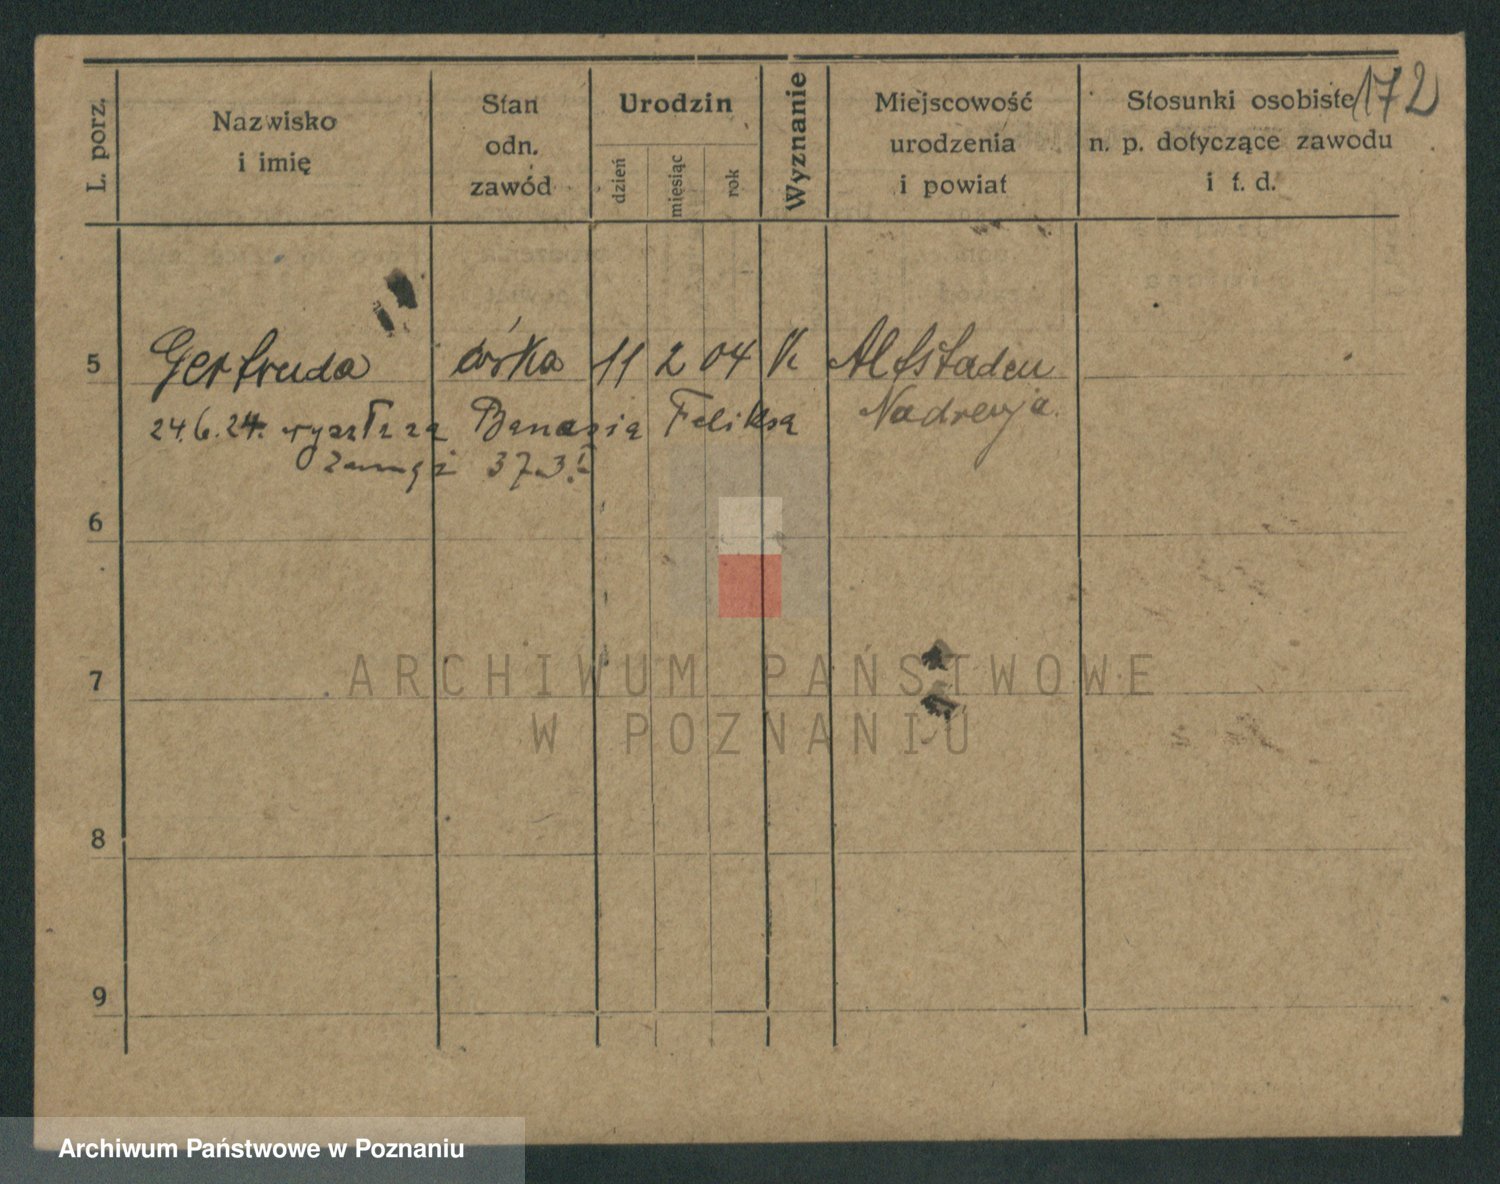 172
L. porz.
Nazwisko
i imię
Stan
odn.
zawód
Urodzin
dzień
miesiąc
rok
Wyznanie
Miejscowość
urodzenia
i powiat
Stosunki osobiste
n. p. dotyczące zawodu
i t. d.
5 Gertruda córka 11 2 04 K Altstaden
Nadrenja.
24.6.24. wyszła za Banasia Feliksa
zamąż
6
7
ARCHIWUM PAŃSTWOWE
W POZNANIU
8
9
Archiwum Państwowe w Poznaniu